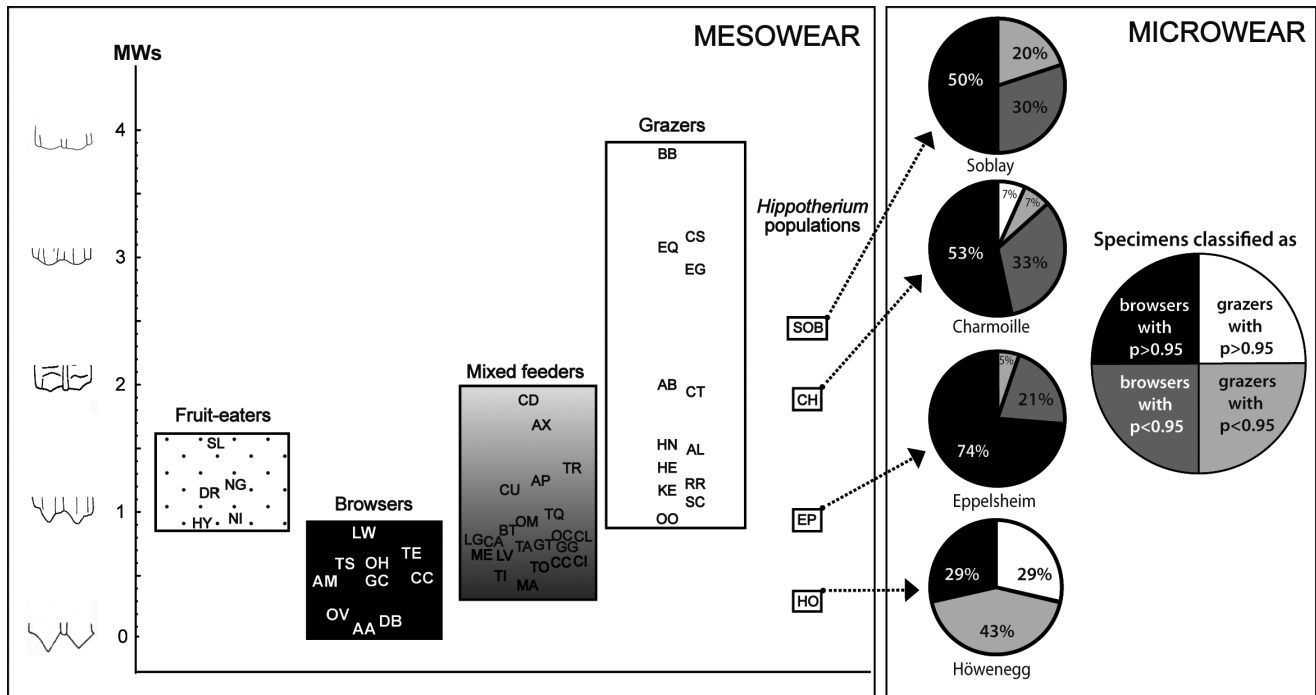 MESOWEAR
MWs
4
3
2
1
0
Fruit-eaters
SL
NG
DR
NI
HY
Browsers
LW
TE
TS OH
AM GC CC
OV DB
AA
Mixed feeders
CD
AX
TR
AP
CU
TQ
OM
BT
LG CA OC CL
ME LV TA GT GG
TO CC CI
TI
MA
Grazers
BB
CS
EQ
EG
AB
CT
HN AL
HE
RR
KE
SC
OO
Hippotherium
populations
SOB
CH
EP
HO
MICROWEAR
50%
20%
30%
Soblay
7%
7%
53%
33%
Charmoille
5%
21%
74%
Eppelsheim
29%
29%
43%
Höwenegg
Specimens classified as
browsers
with
p>0.95
grazers
with
p>0.95
browsers
with
p<0.95
grazers
with
p<0.95